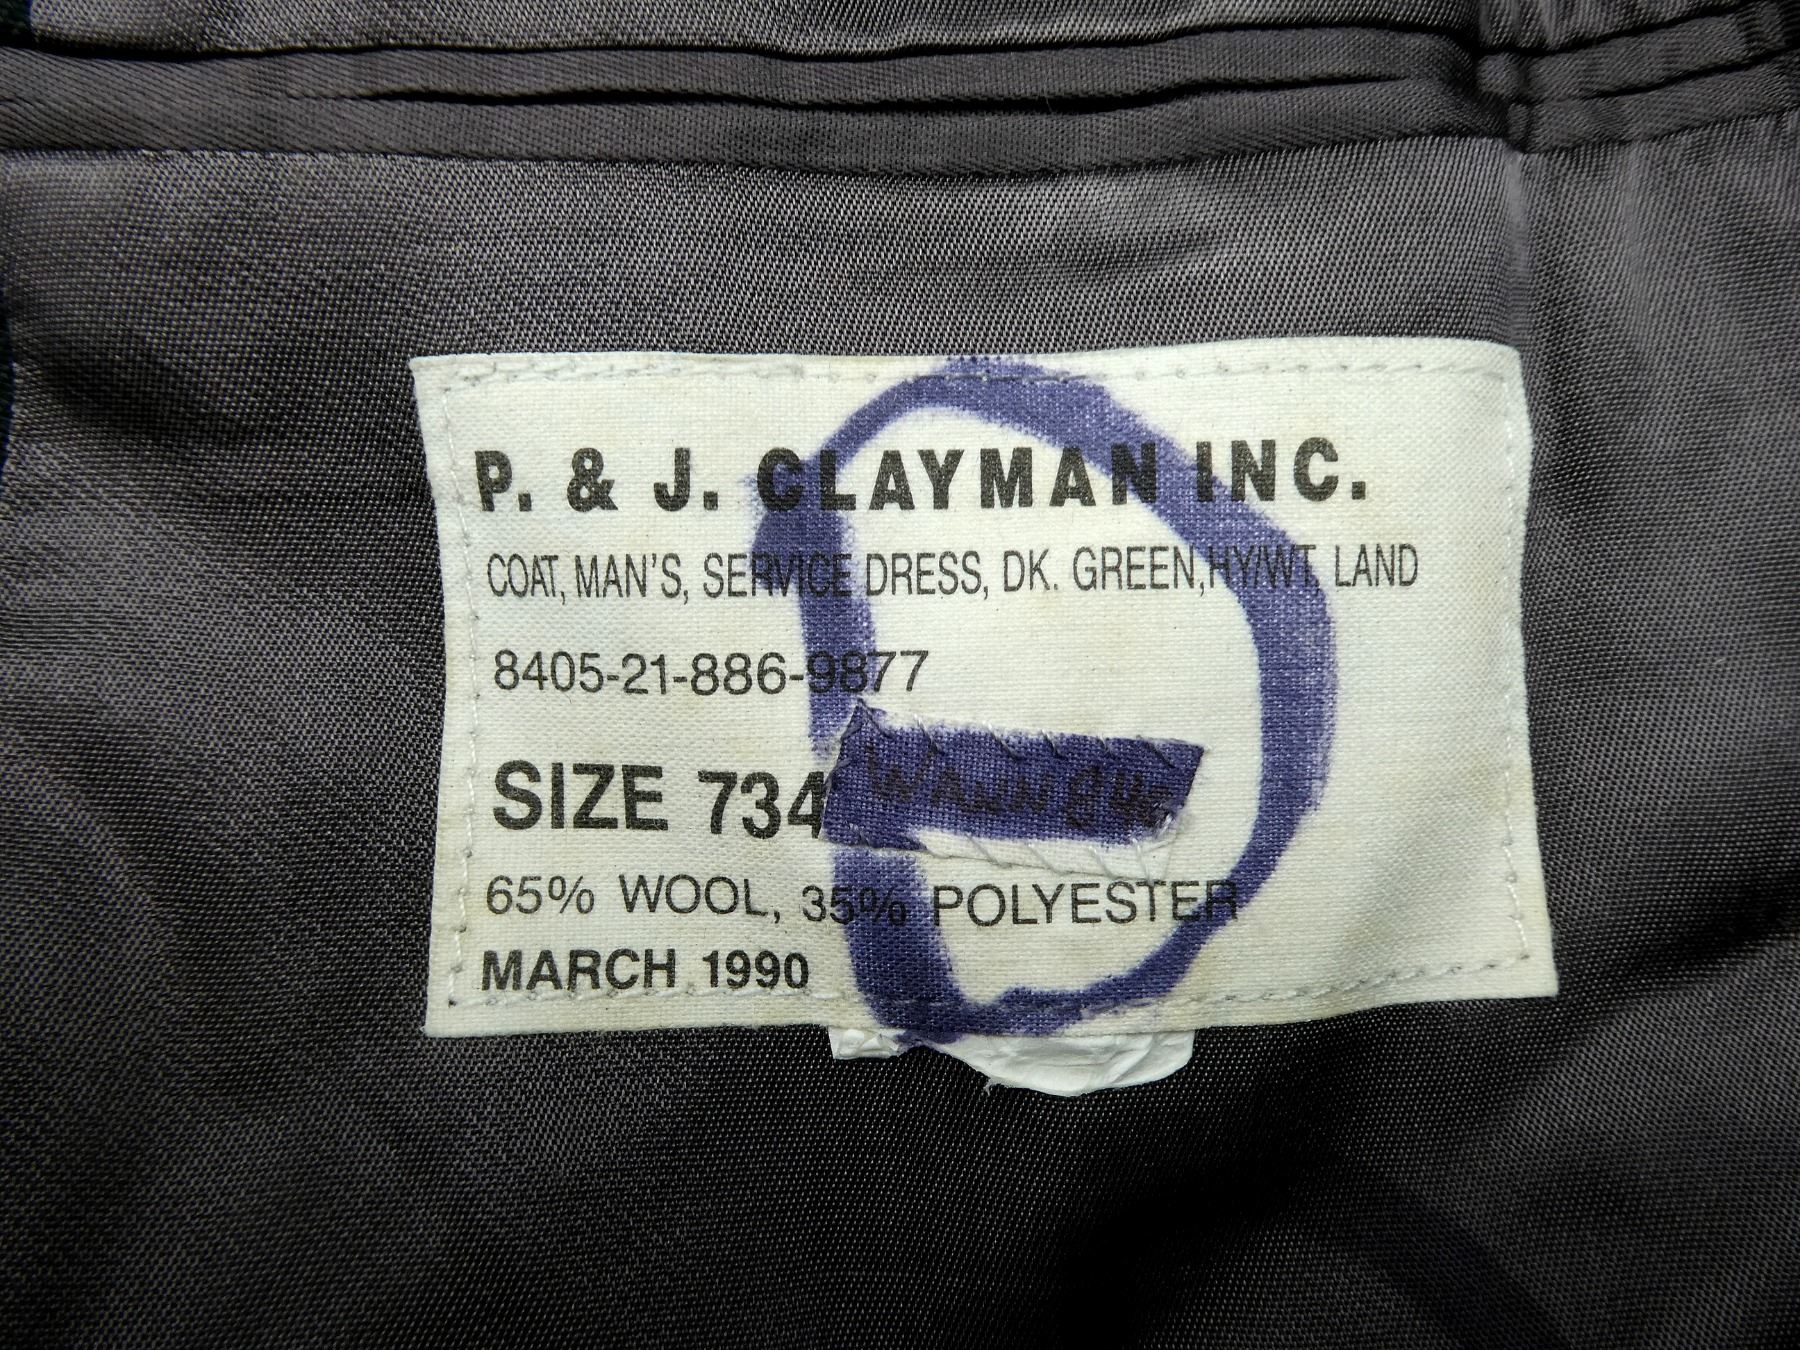 P. & J. CLAYMAN INC.
COAT, MAN'S, SERVICE DRESS, DK. GREEN,HY/WT. LAND
8405-21-886-9877
SIZE 734
65% WOOL, 35% POLYESTER
MARCH 1990